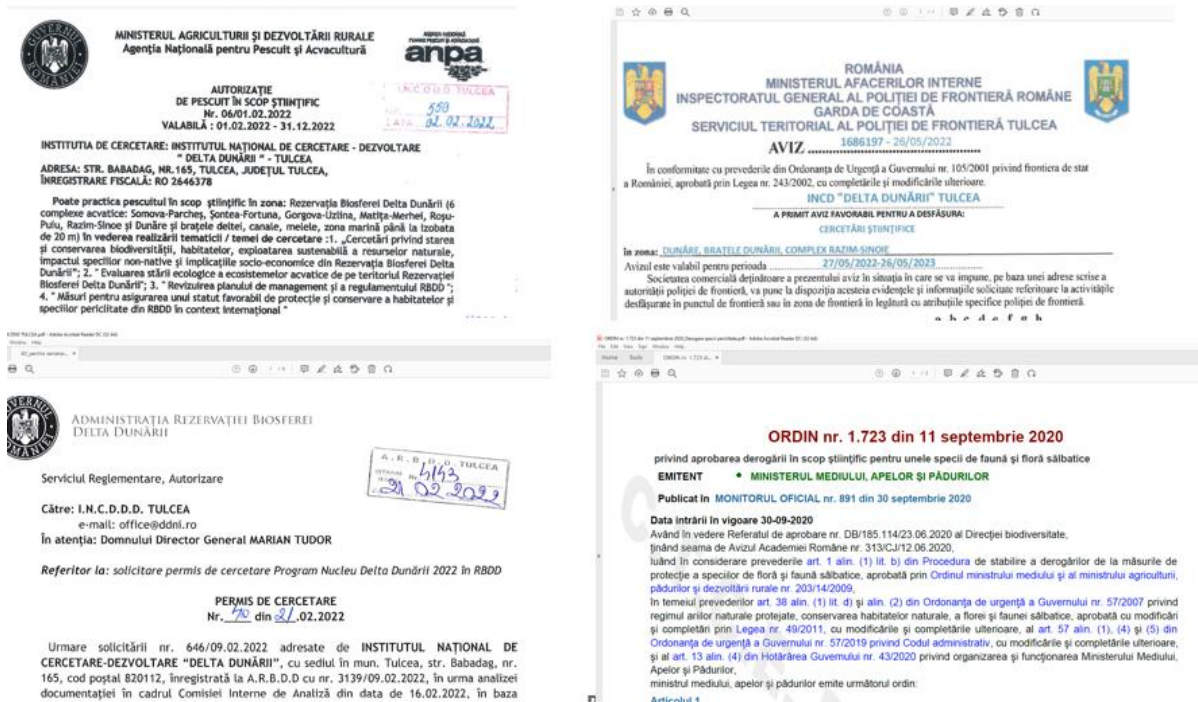 GUVERNUL ROMÂNIEI
MINISTERUL AGRICULTURII ȘI DEZVOLTĂRII RURALE
Agenția Națională pentru Pescuit și Acvacultură
anpa
AUTORIZAȚIE
DE PESCUIT ÎN SCOP ȘTIINȚIFIC
Nr. 06/01.02.2022
VALABILĂ : 01.02.2022 - 31.12.2022
I.N.C.D.D.D. TULCEA
550
02.02.2022
INSTITUTIA DE CERCETARE: INSTITUTUL NAȚIONAL DE CERCETARE - DEZVOLTARE
" DELTA DUNĂRII " - TULCEA
ADRESA: STR. BABADAG, NR.165, TULCEA, JUDEȚUL TULCEA,
ÎNREGISTRARE FISCALĂ: RO 2646378
Poate practica pescuitul în scop științific în zona: Rezervația Biosferei Delta Dunării (6
complexe acvatice: Somova-Parcheș, Șontea-Fortuna, Gorgova-Uzlina, Matița-Merhei, Roșu-
Puiu, Razim-Sinoe și Dunăre și brațele deltei, canale, melele, zona marină până la izobata
de 20 m) în vederea realizării tematicii / temei de cercetare :1. „Cercetări privind starea
și conservarea biodiversității, habitatelor, exploatarea sustenabilă a resurselor naturale,
impactul speciilor non-native și implicațiile socio-economice din Rezervația Biosferei Delta
Dunării"; 2. " Evaluarea stării ecologice a ecosistemelor acvatice de pe teritoriul Rezervației
Biosferei Delta Dunării"; 3. " Revizuirea planului de management și a regulamentului RBDD ";
4. " Măsuri pentru asigurarea unui statut favorabil de protecție și conservare a habitatelor și
speciilor periclitate din RBDD în context internațional "
ROMÂNIA
MINISTERUL AFACERILOR INTERNE
INSPECTORATUL GENERAL AL POLIȚIEI DE FRONTIERĂ ROMÂNE
GARDA DE COASTĂ
SERVICIUL TERITORIAL AL POLIȚIEI DE FRONTIERĂ TULCEA
AVIZ 1686197 - 26/05/2022
În conformitate cu prevederile din Ordonanta de Urgență a Guvernului nr. 105/2001 privind frontiera de stat
a României, aprobată prin Legea nr. 243/2002, cu completările și modificările ulterioare.
INCD "DELTA DUNĂRII" TULCEA
A PRIMIT AVIZ FAVORABIL PENTRU A DESFĂȘURA:
CERCETĂRI ȘTIINȚIFICE
în zona: DUNĂRE, BRAȚELE DUNĂRII, COMPLEX RAZIM-SINOIE
Avizul este valabil pentru perioada 27/05/2022-26/05/2023
Societatea comercială deținătoare a prezentului aviz în situația în care se va impune, pe baza unei adrese scrise a
autorității poliției de frontieră, va pune la dispoziția acesteia evidențele și informațiile solicitate referitoare la activitățile
desfășurate în punctul de frontieră sau în zona de frontieră în legătură cu atribuțiile specifice poliției de frontieră.
a b c d e f g h
Window Help
ADMINISTRAȚIA REZERVAȚIEI BIOSFEREI
DELTA DUNĂRII
A.R.B.D.D. TULCEA
Nr. 4143
21 02 2022
Serviciul Reglementare, Autorizare
Către: I.N.C.D.D.D. TULCEA
e-mail: office@ddni.ro
În atenția: Domnului Director General MARIAN TUDOR
Referitor la: solicitare permis de cercetare Program Nucleu Delta Dunării 2022 în RBDD
PERMIS DE CERCETARE
Nr. 40 din 21.02.2022
Urmare solicitării nr. 646/09.02.2022 adresate de INSTITUTUL NAȚIONAL DE
CERCETARE-DEZVOLTARE "DELTA DUNĂRII", cu sediul în mun. Tulcea, str. Babadag, nr.
165, cod poștal 820112, înregistrată la A.R.B.D.D cu nr. 3139/09.02.2022, în urma analizei
documentației în cadrul Comisiei Interne de Analiză din data de 16.02.2022, în baza
File Edit View Sign Window Help
Home Tools
ORDIN nr. 1.723 din 11 septembrie 2020
privind aprobarea derogării în scop științific pentru unele specii de faună și floră sălbatice
EMITENT • MINISTERUL MEDIULUI, APELOR ȘI PĂDURILOR
Publicat în MONITORUL OFICIAL nr. 891 din 30 septembrie 2020
Data intrării în vigoare 30-09-2020
Având în vedere Referatul de aprobare nr. DB/185.114/23.06.2020 al Direcției biodiversitate,
ținând seama de Avizul Academiei Române nr. 313/CJ/12.06.2020,
luând în considerare prevederile art. 1 alin. (1) lit. b) din Procedura de stabilire a derogărilor de la măsurile de
protecție a speciilor de floră și faună sălbatice, aprobată prin Ordinul ministrului mediului și al ministrului agriculturii,
pădurilor și dezvoltării rurale nr. 203/14/2009,
în temeiul prevederilor art. 38 alin. (1) lit. d) și alin. (2) din Ordonanța de urgență a Guvernului nr. 57/2007 privind
regimul ariilor naturale protejate, conservarea habitatelor naturale, a florei și faunei sălbatice, aprobată cu modificări
și completări prin Legea nr. 49/2011, cu modificările și completările ulterioare, al art. 57 alin. (1), (4) și (5) din
Ordonanța de urgență a Guvernului nr. 57/2019 privind Codul administrativ, cu modificările și completările ulterioare,
și al art. 13 alin. (4) din Hotărârea Guvernului nr. 43/2020 privind organizarea și funcționarea Ministerului Mediului,
Apelor și Pădurilor,
ministrul mediului, apelor și pădurilor emite următorul ordin:
Articolul 1